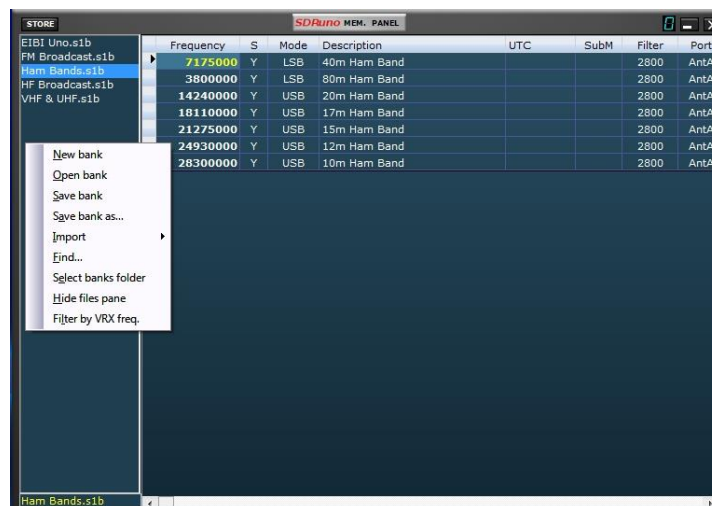 STORE SDRuno MEM. PANEL 0
EIBI Uno.s1b
FM Broadcast.s1b
Ham Bands.s1b
HF Broadcast.s1b
VHF & UHF.s1b
Frequency S Mode Description UTC SubM Filter Port
7175000 Y LSB 40m Ham Band 2800 AntA
3800000 Y LSB 80m Ham Band 2800 AntA
14240000 Y USB 20m Ham Band 2800 AntA
18110000 Y USB 17m Ham Band 2800 AntA
21275000 Y USB 15m Ham Band 2800 AntA
24930000 Y USB 12m Ham Band 2800 AntA
28300000 Y USB 10m Ham Band 2800 AntA
New bank
Open bank
Save bank
Save bank as...
Import
Find...
Select banks folder
Hide files pane
Filter by VRX freq.
Ham Bands.s1b